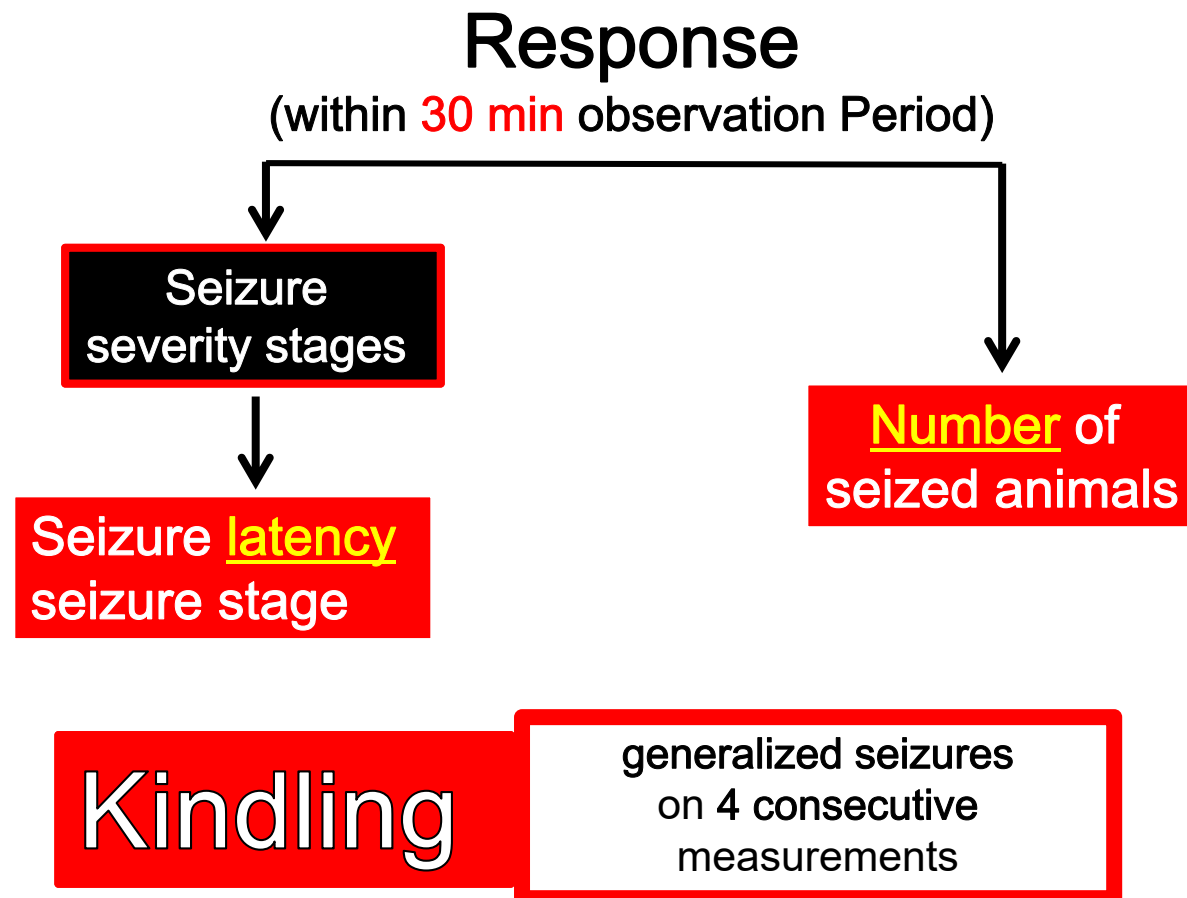 Response
(within 30 min observation Period)
Seizure
severity stages
Number of
seized animals
Seizure latency
seizure stage
Kindling
generalized seizures
on 4 consecutive
measurements